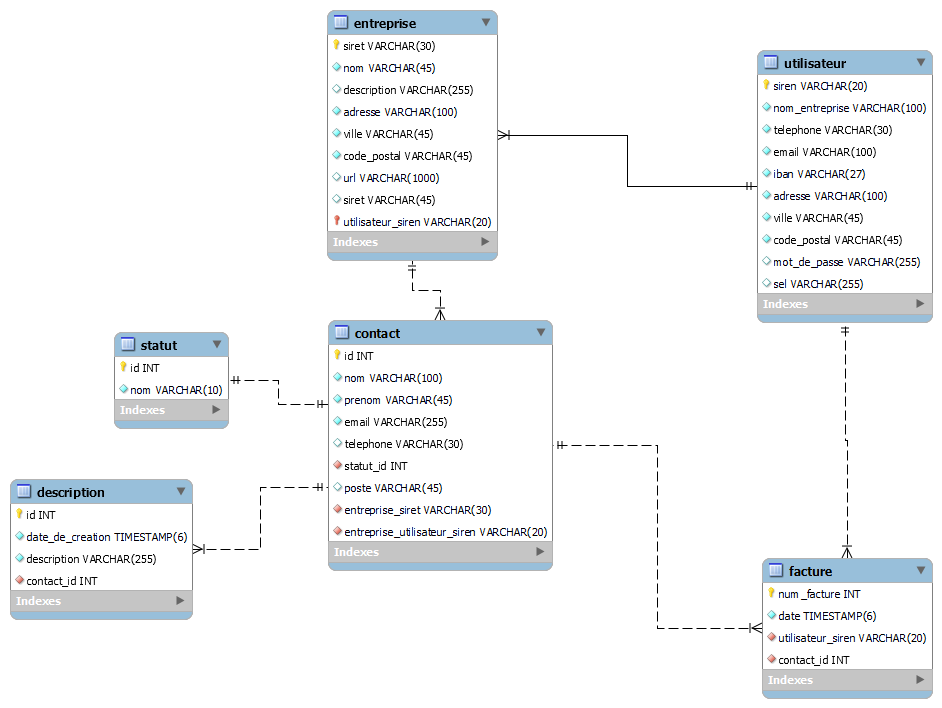 entreprise
siret VARCHAR(30)
nom VARCHAR(45)
description VARCHAR(255)
adresse VARCHAR(100)
ville VARCHAR(45)
code_postal VARCHAR(45)
url VARCHAR(1000)
siret VARCHAR(45)
utilisateur_siren VARCHAR(20)
Indexes
utilisateur
siren VARCHAR(20)
nom_entreprise VARCHAR(100)
telephone VARCHAR(30)
email VARCHAR(100)
iban VARCHAR(27)
adresse VARCHAR(100)
ville VARCHAR(45)
code_postal VARCHAR(45)
mot_de_passe VARCHAR(255)
sel VARCHAR(255)
Indexes
statut
id INT
nom VARCHAR(10)
Indexes
contact
id INT
nom VARCHAR(100)
prenom VARCHAR(45)
email VARCHAR(255)
telephone VARCHAR(30)
statut_id INT
poste VARCHAR(45)
entreprise_siret VARCHAR(30)
entreprise_utilisateur_siren VARCHAR(20)
Indexes
description
id INT
date_de_creation TIMESTAMP(6)
description VARCHAR(255)
contact_id INT
Indexes
facture
num_facture INT
date TIMESTAMP(6)
utilisateur_siren VARCHAR(20)
contact_id INT
Indexes